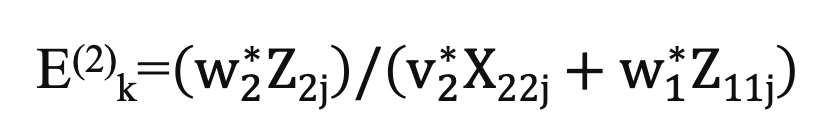 E⁽²⁾ₖ=(w₂*Z₂ⱼ)/(v₂*X₂₂ⱼ + w₁*Z₁₁ⱼ)